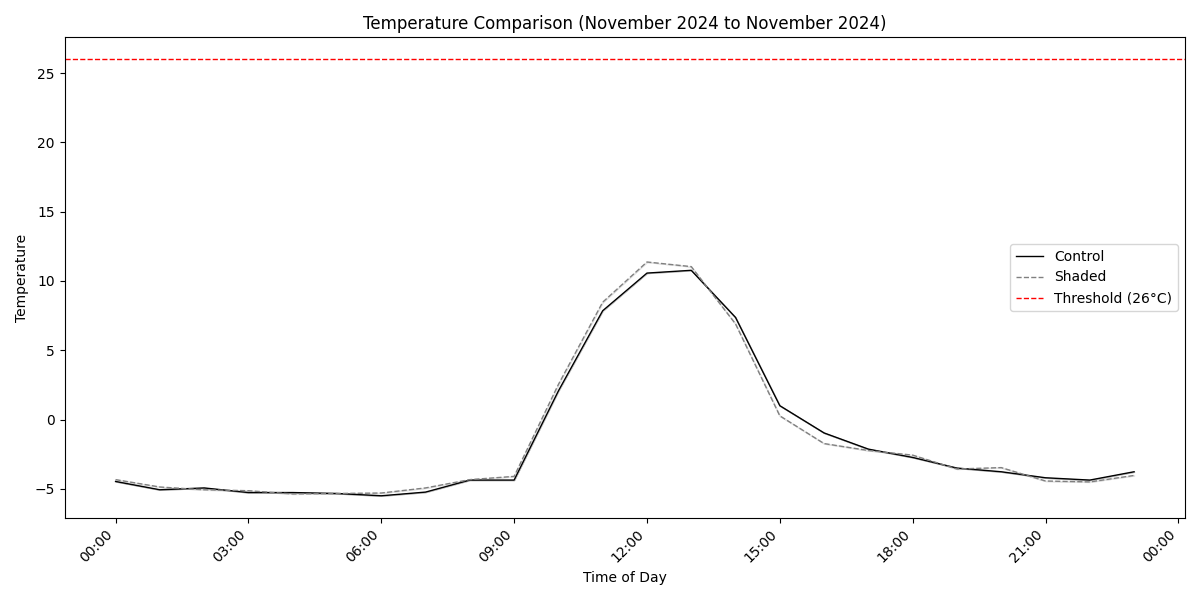 Temperature Comparison (November 2024 to November 2024)
Temperature
25
20
15
10
5
0
−5
Control
Shaded
Threshold (26°C)
00:00
03:00
06:00
09:00
12:00
15:00
18:00
21:00
00:00
Time of Day